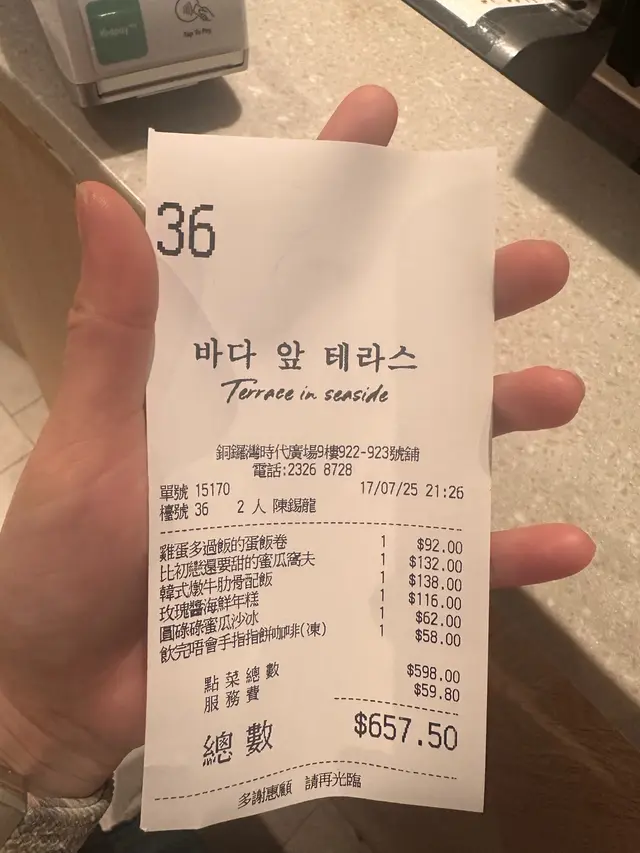 Tap to Pay
36
바다 앞 테라스
Terrace in seaside
銅鑼灣時代廣場9樓922-923號舖
電話:2326 8728
單號 15170 17/07/25 21:26
檯號 36 2 人 陳錫龍
雞蛋多過飯的蛋飯卷 1 $92.00
比初戀還要甜的蜜瓜窩夫 1 $132.00
韓式燉牛肋骨配飯 1 $138.00
玫瑰醬海鮮年糕 1 $116.00
圓碌碌蜜瓜沙冰 1 $62.00
飲完唔會手指指餅咖啡(凍) 1 $58.00
點菜總數 $598.00
服務費 $59.80
總數 $657.50
多謝惠顧 請再光臨